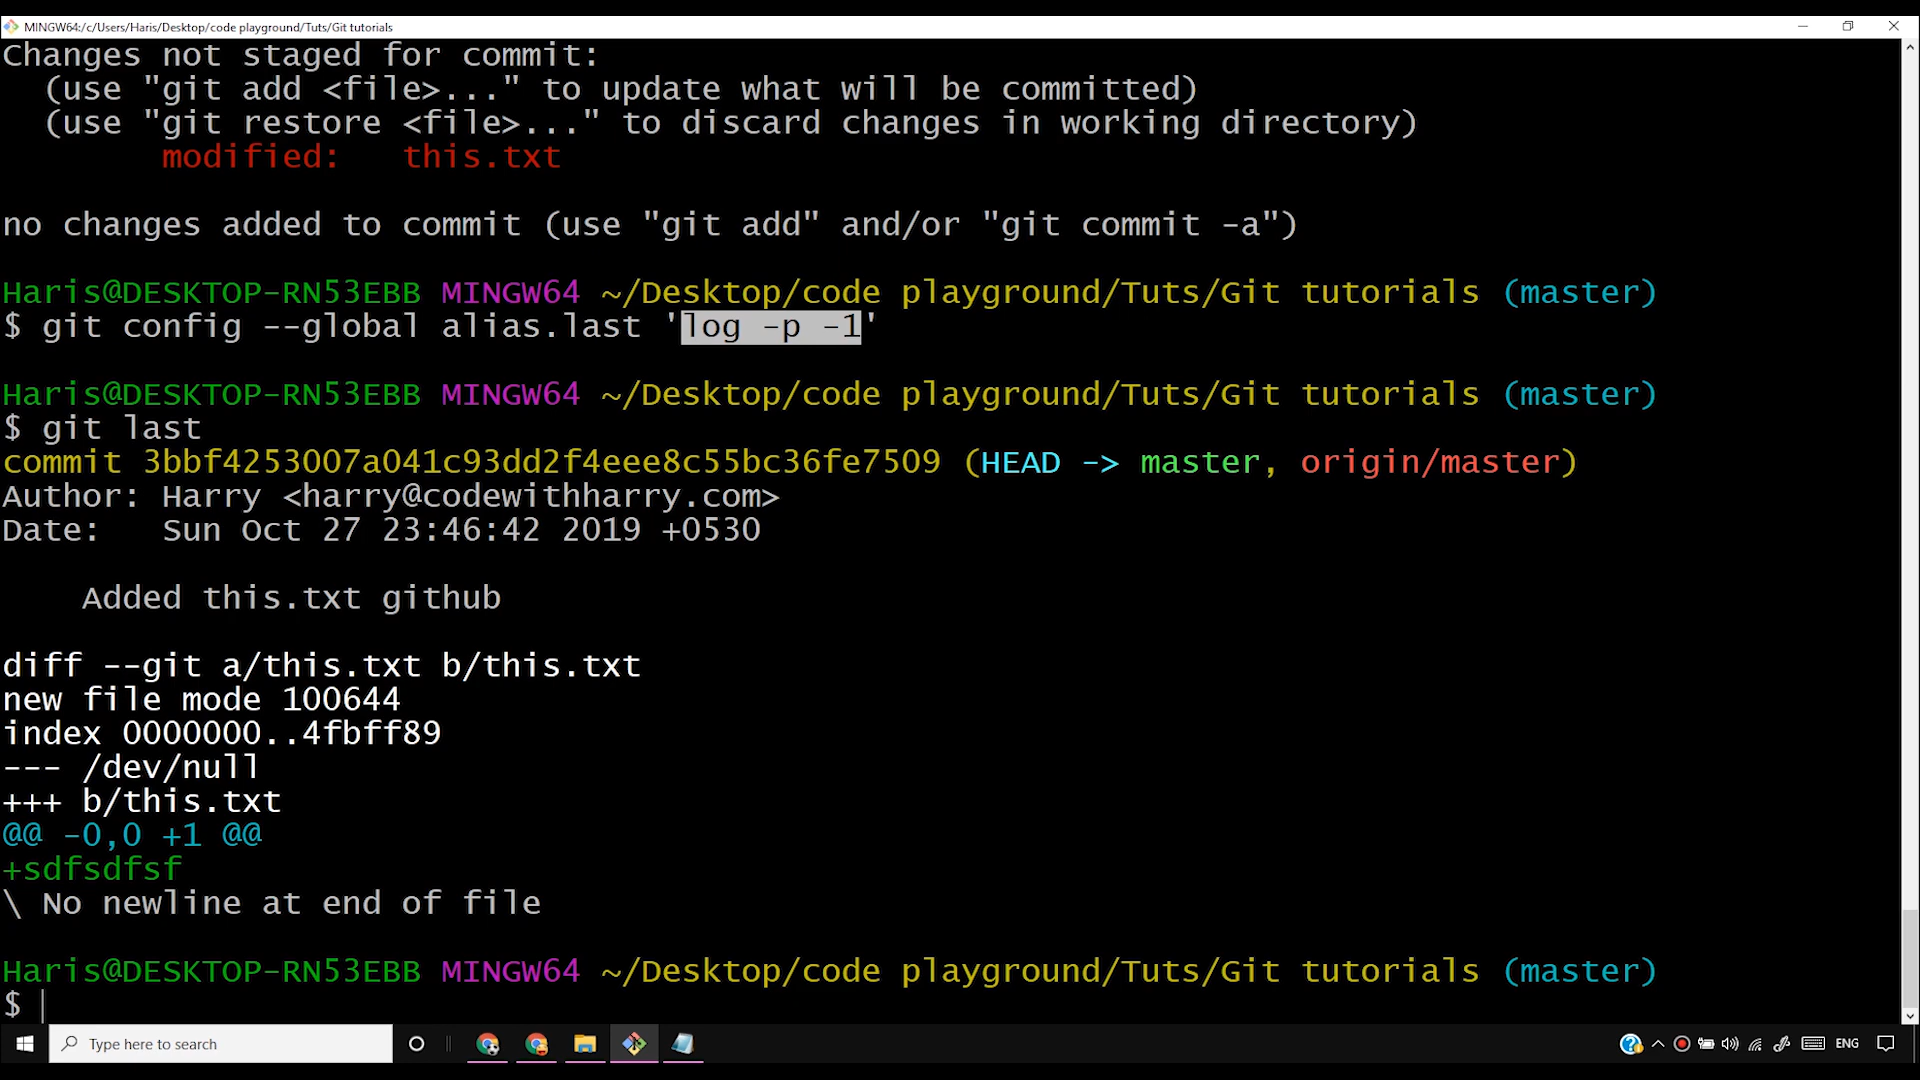 MINGW64:/c/Users/Haris/Desktop/code playground/Tuts/Git tutorials
Changes not staged for commit:
  (use "git add <file>..." to update what will be committed)
  (use "git restore <file>..." to discard changes in working directory)
        modified:   this.txt

no changes added to commit (use "git add" and/or "git commit -a")

Haris@DESKTOP-RN53EBB MINGW64 ~/Desktop/code playground/Tuts/Git tutorials (master)
$ git config --global alias.last 'log -p -1'

Haris@DESKTOP-RN53EBB MINGW64 ~/Desktop/code playground/Tuts/Git tutorials (master)
$ git last
commit 3bbf4253007a041c93dd2f4eee8c55bc36fe7509 (HEAD -> master, origin/master)
Author: Harry <harry@codewithharry.com>
Date:   Sun Oct 27 23:46:42 2019 +0530

    Added this.txt github

diff --git a/this.txt b/this.txt
new file mode 100644
index 0000000..4fbff89
--- /dev/null
+++ b/this.txt
@@ -0,0 +1 @@
+sdfsdfsf
\ No newline at end of file

Haris@DESKTOP-RN53EBB MINGW64 ~/Desktop/code playground/Tuts/Git tutorials (master)
$
Type here to search
ENG